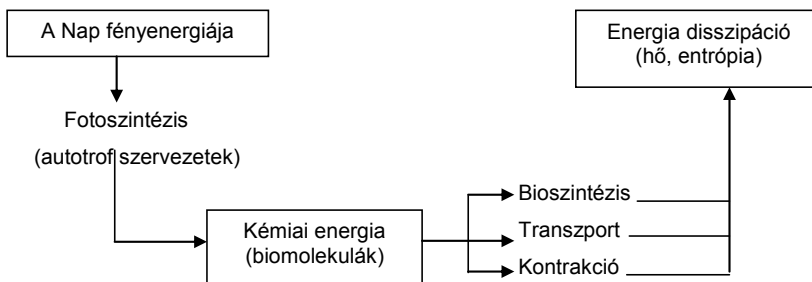 A Nap fényenergiája
Fotoszintézis
(autotrof szervezetek)
Kémiai energia
(biomolekulák)
Bioszintézis
Transzport
Kontrakció
Energia disszipáció
(hő, entrópia)